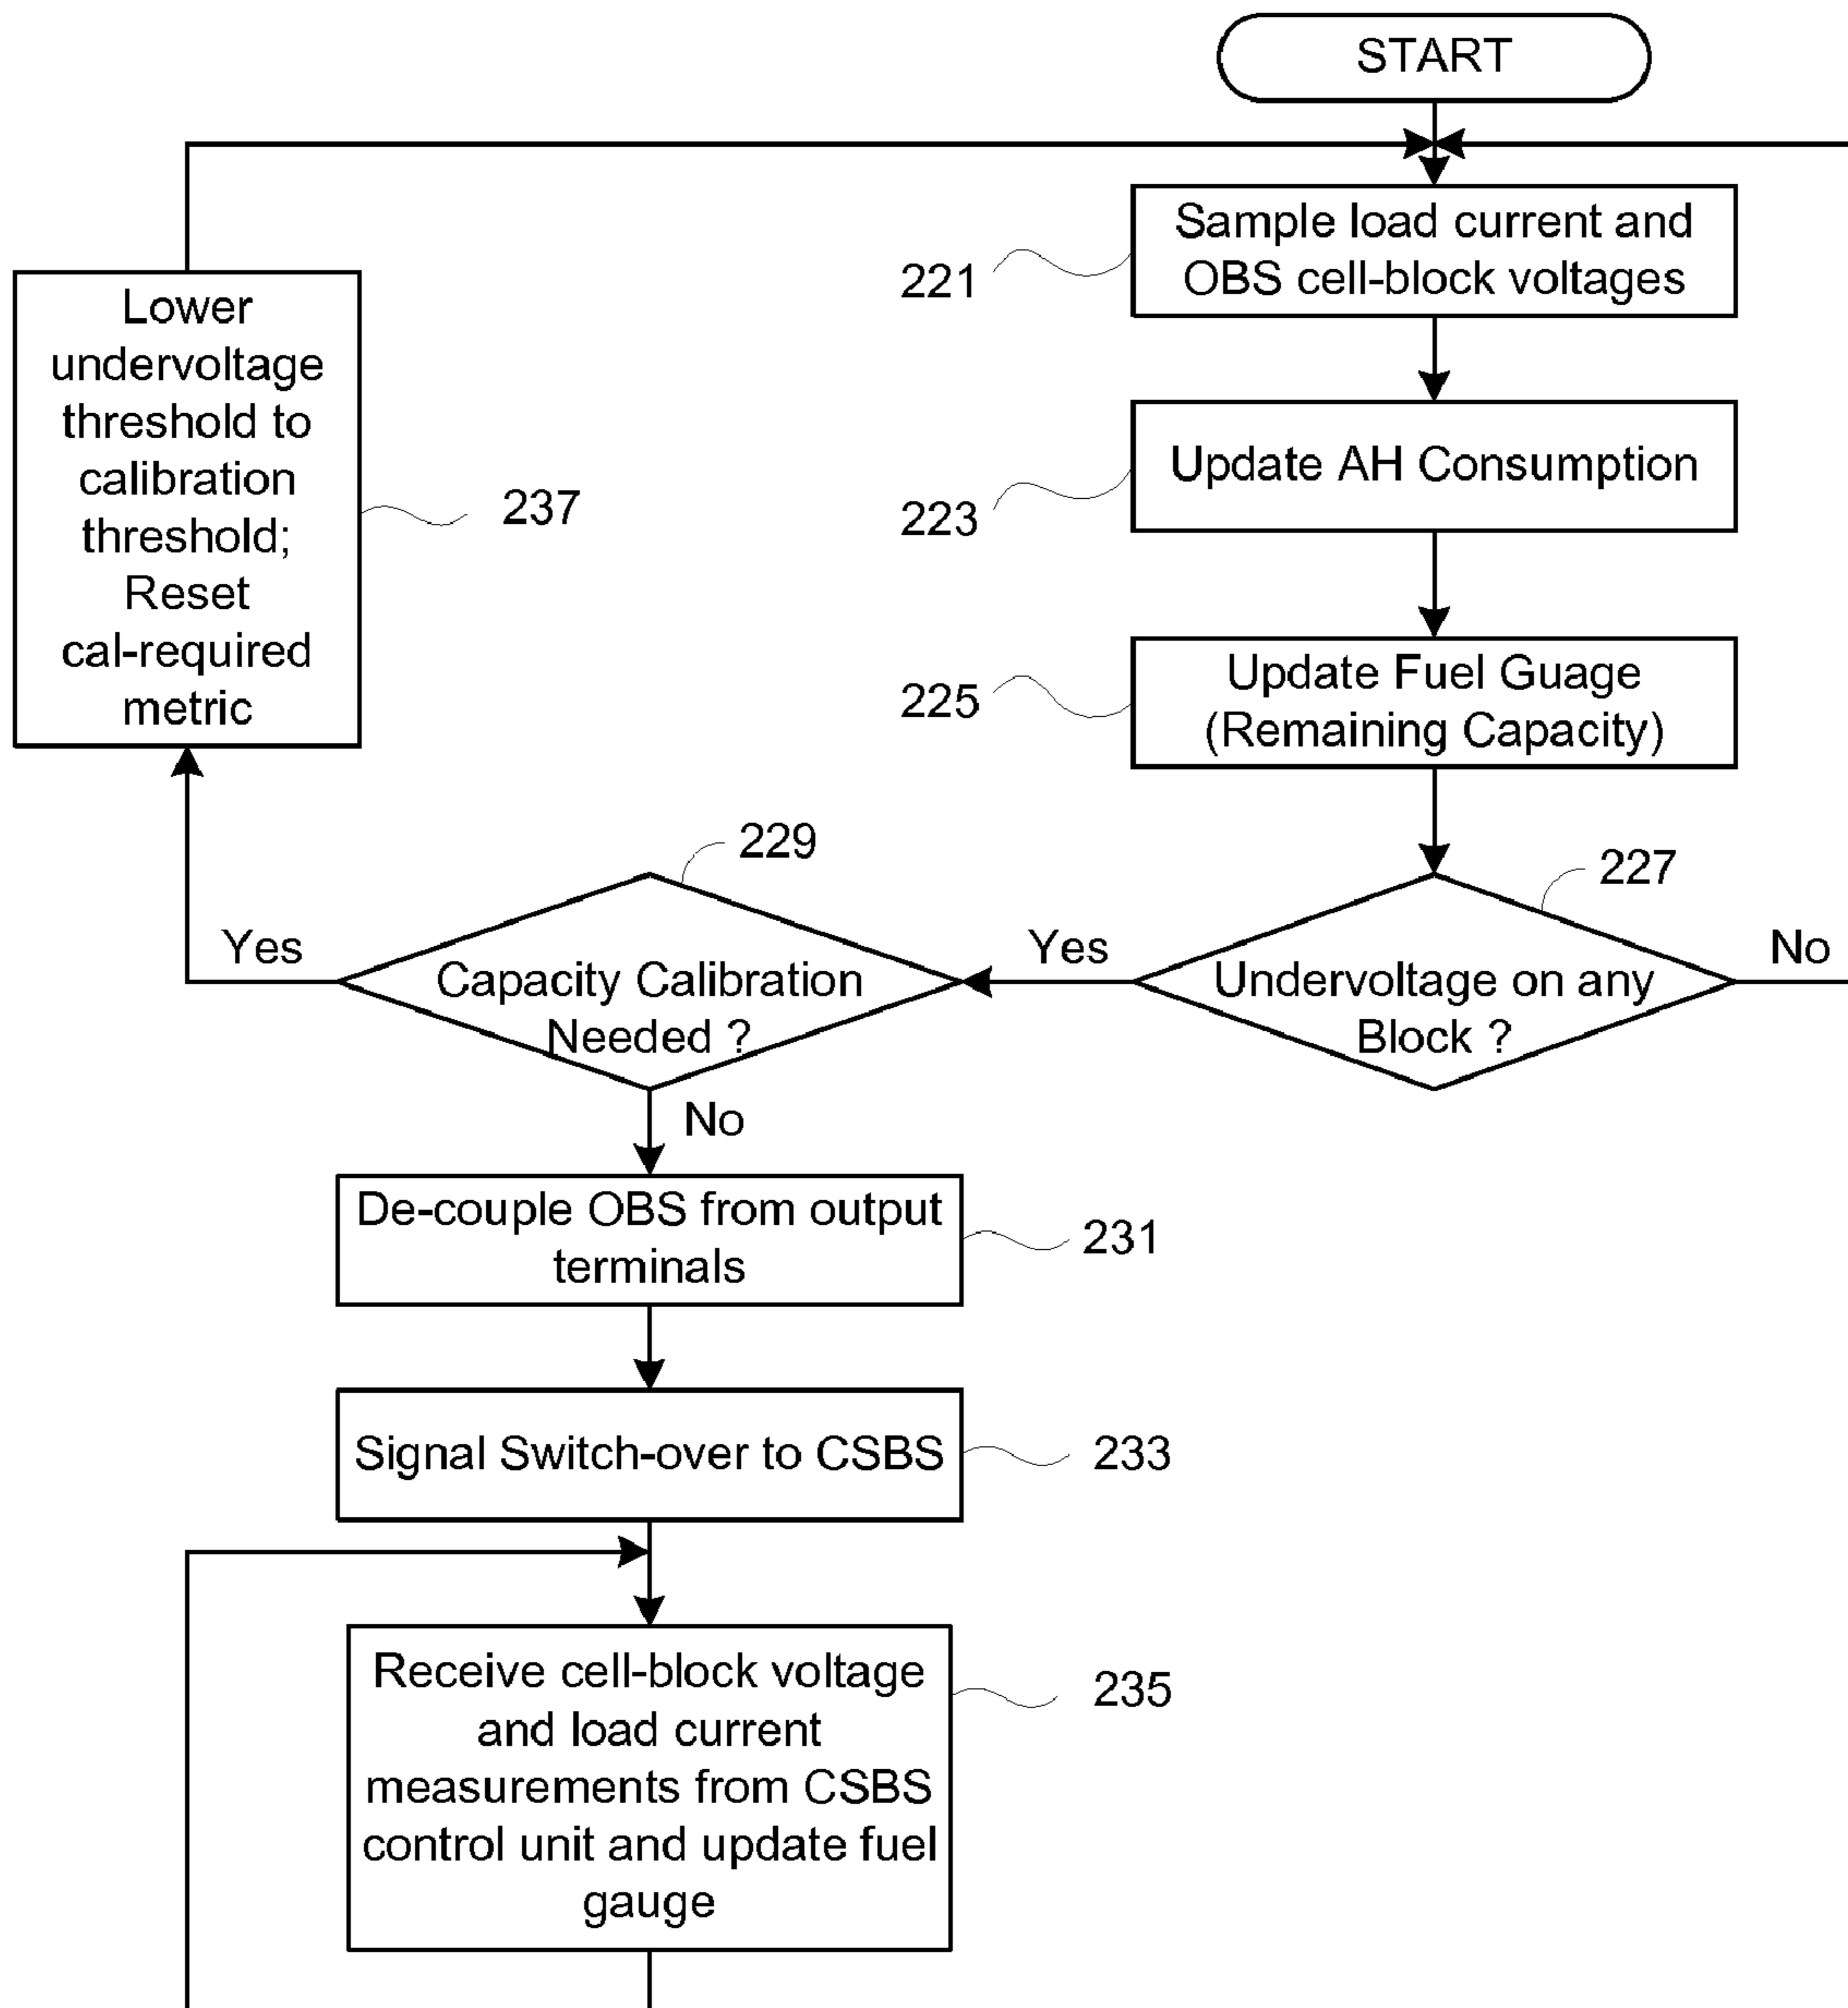 START
Sample load current and
OBS cell-block voltages
221
Update AH Consumption
223
Update Fuel Guage
(Remaining Capacity)
225
Undervoltage on any
Block ?
227
No
Yes
Capacity Calibration
Needed ?
229
Yes
Lower
undervoltage
threshold to
calibration
threshold;
Reset
cal-required
metric
237
No
De-couple OBS from output
terminals
231
Signal Switch-over to CSBS
233
Receive cell-block voltage
and load current
measurements from CSBS
control unit and update fuel
gauge
235